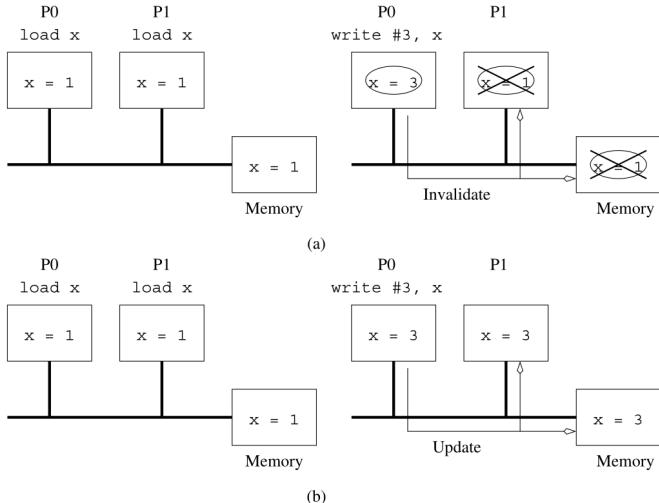 P0 P1 P0 P1
load x load x write #3, x
x = 1 x = 1 x = 3 x = 1
x = 1 x = 1
Invalidate
Memory Memory
(a)
P0 P1 P0 P1
load x load x write #3, x
x = 1 x = 1 x = 3 x = 3
x = 1 x = 3
Update
Memory Memory
(b)